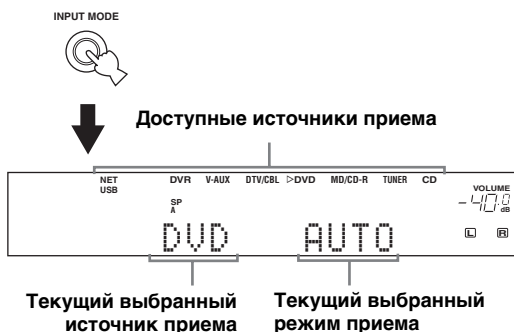 INPUT MODE
Доступные источники приема
NET USB DVR V-AUX DTV/CBL ▷DVD MD/CD-R TUNER CD
VOLUME
SP A
-40.0 dB
DVD AUTO
L R
Текущий выбранный источник приема
Текущий выбранный режим приема